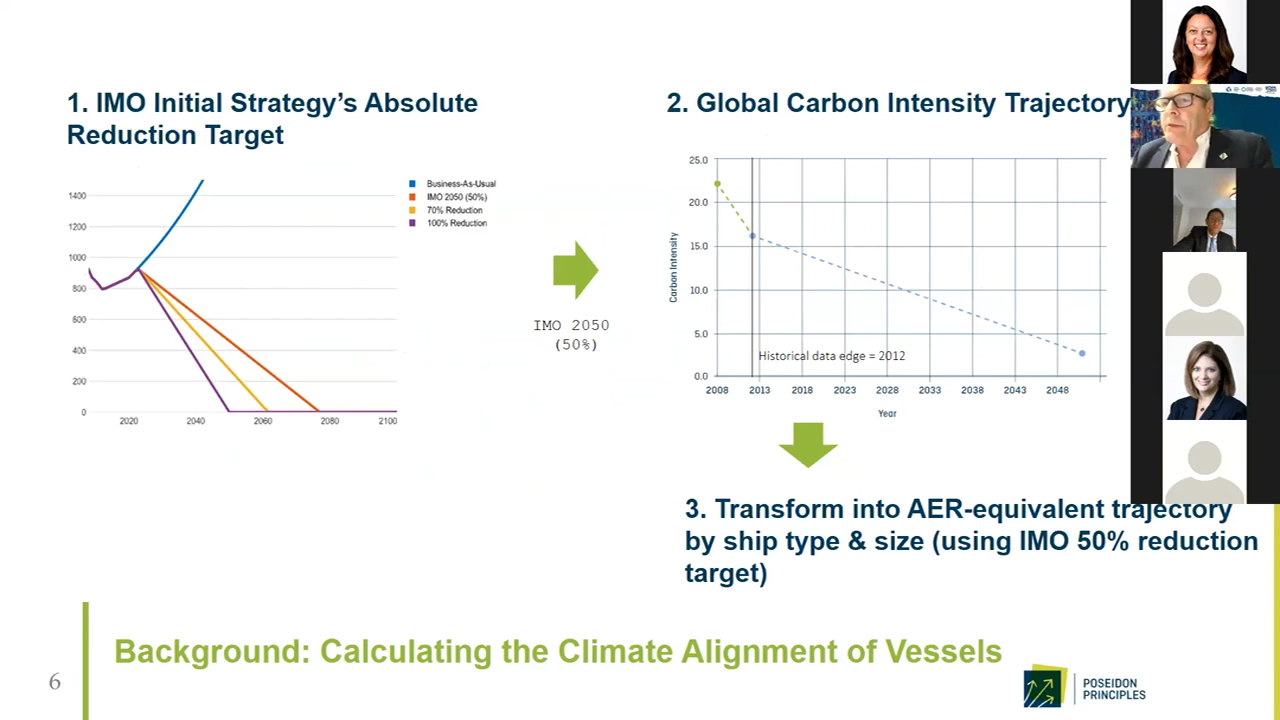 1. IMO Initial Strategy's Absolute
Reduction Target
1400
1200
1000
800
600
400
200
0
2020
2040
2060
2080
2100
Business-As-Usual
IMO 2050 (50%)
70% Reduction
100% Reduction
IMO 2050
(50%)
2. Global Carbon Intensity Trajectory
25.0
20.0
15.0
10.0
5.0
0.0
Carbon Intensity
Historical data edge = 2012
2008
2013
2018
2023
2028
2033
2038
2043
2048
Year
3. Transform into AER-equivalent trajectory
by ship type & size (using IMO 50% reduction
target)
Background: Calculating the Climate Alignment of Vessels
6
POSEIDON
PRINCIPLES